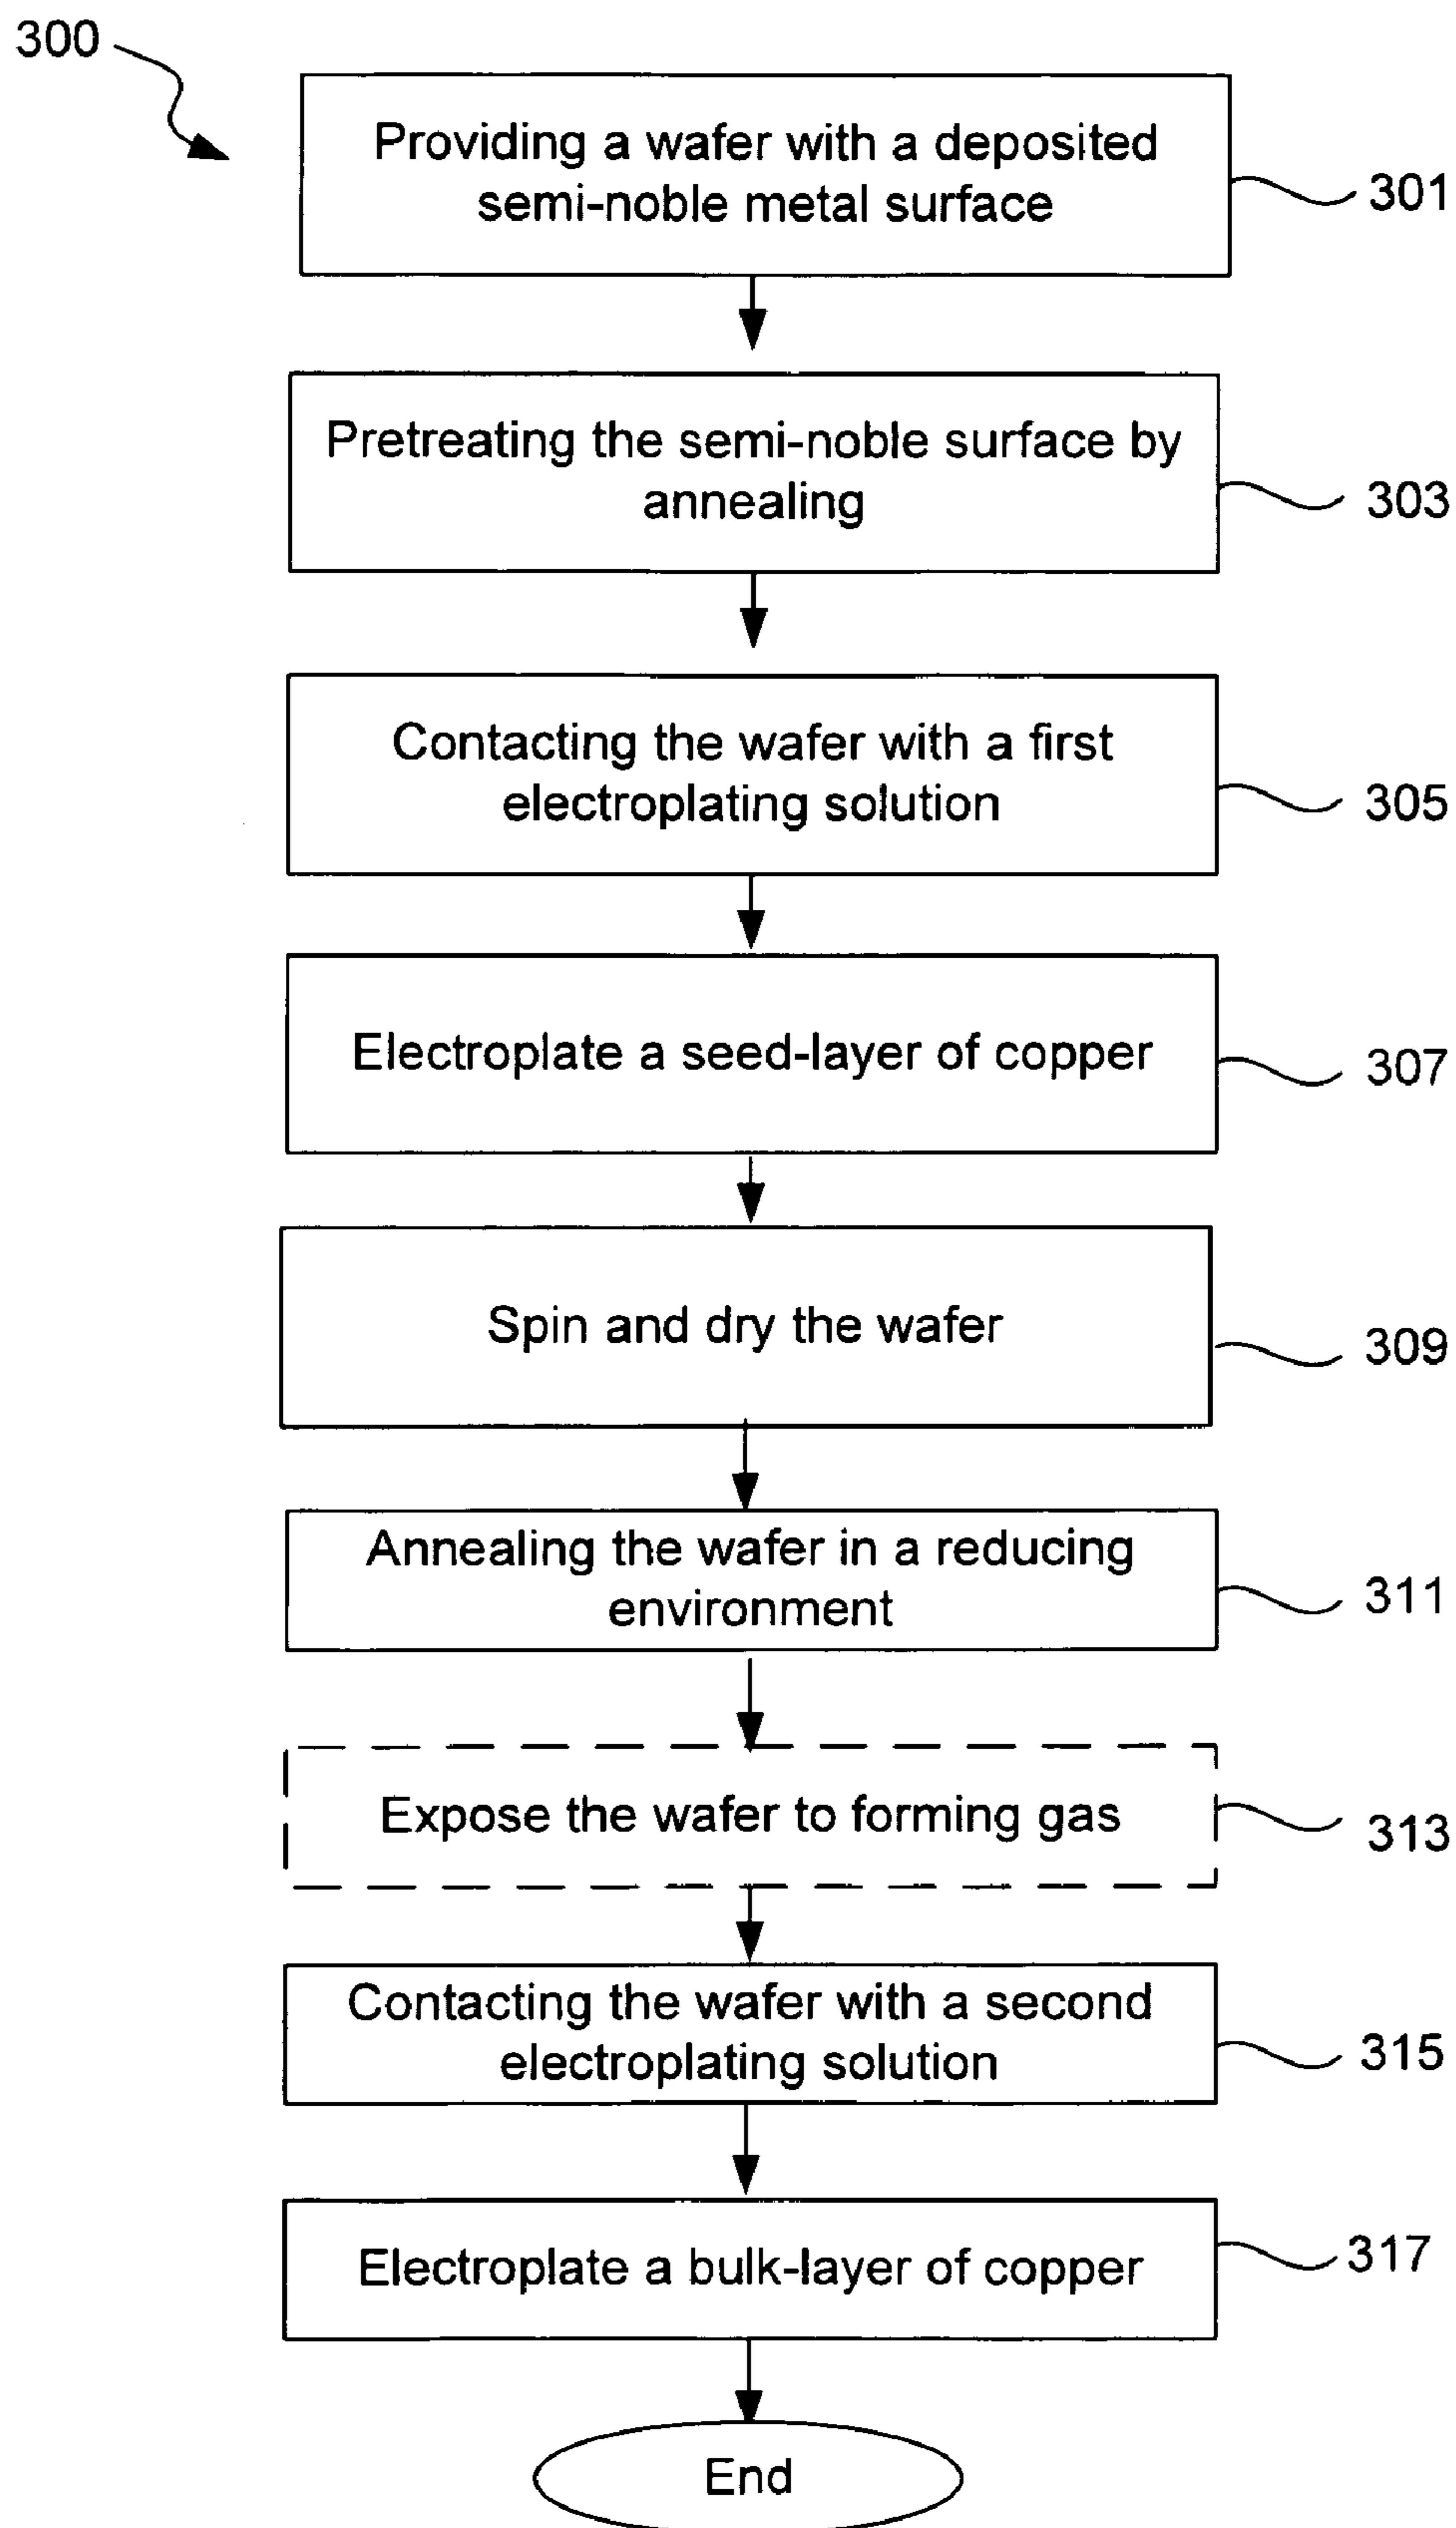 300
Providing a wafer with a deposited
semi-noble metal surface
301
Pretreating the semi-noble surface by
annealing
303
Contacting the wafer with a first
electroplating solution
305
Electroplate a seed-layer of copper
307
Spin and dry the wafer
309
Annealing the wafer in a reducing
environment
311
Expose the wafer to forming gas
313
Contacting the wafer with a second
electroplating solution
315
Electroplate a bulk-layer of copper
317
End